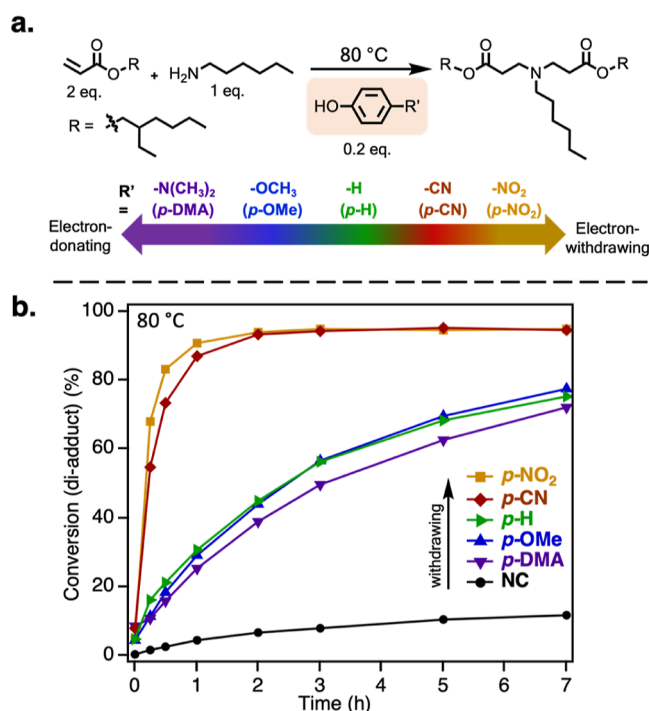 a.
O
O
R
2 eq.
+
H₂N
1 eq.
80 °C
HO
R'
0.2 eq.
R
O
O
N
O
O
R
R =
R'
=
-N(CH₃)₂
(p-DMA)
-OCH₃
(p-OMe)
-H
(p-H)
-CN
(p-CN)
-NO₂
(p-NO₂)
Electron-
donating
Electron-
withdrawing
b.
80 °C
Conversion (di-adduct) (%)
100
80
60
40
20
0
withdrawing
p-NO₂
p-CN
p-H
p-OMe
p-DMA
NC
0 1 2 3 4 5 6 7
Time (h)